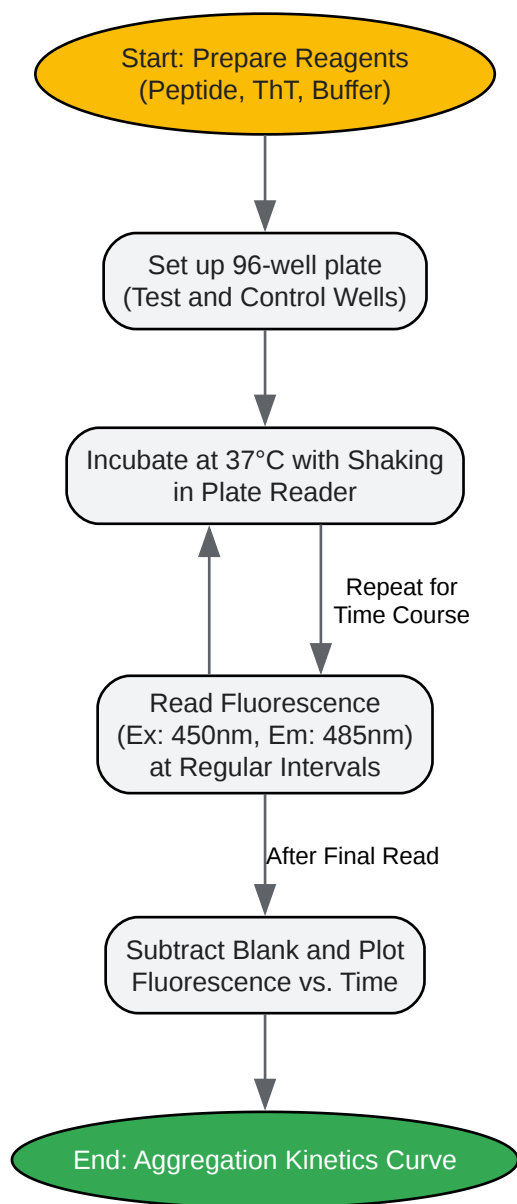 Start: Prepare Reagents
(Peptide, ThT, Buffer)
Set up 96-well plate
(Test and Control Wells)
Incubate at 37°C with Shaking
in Plate Reader
Repeat for
Time Course
Read Fluorescence
(Ex: 450nm, Em: 485nm)
at Regular Intervals
After Final Read
Subtract Blank and Plot
Fluorescence vs. Time
End: Aggregation Kinetics Curve